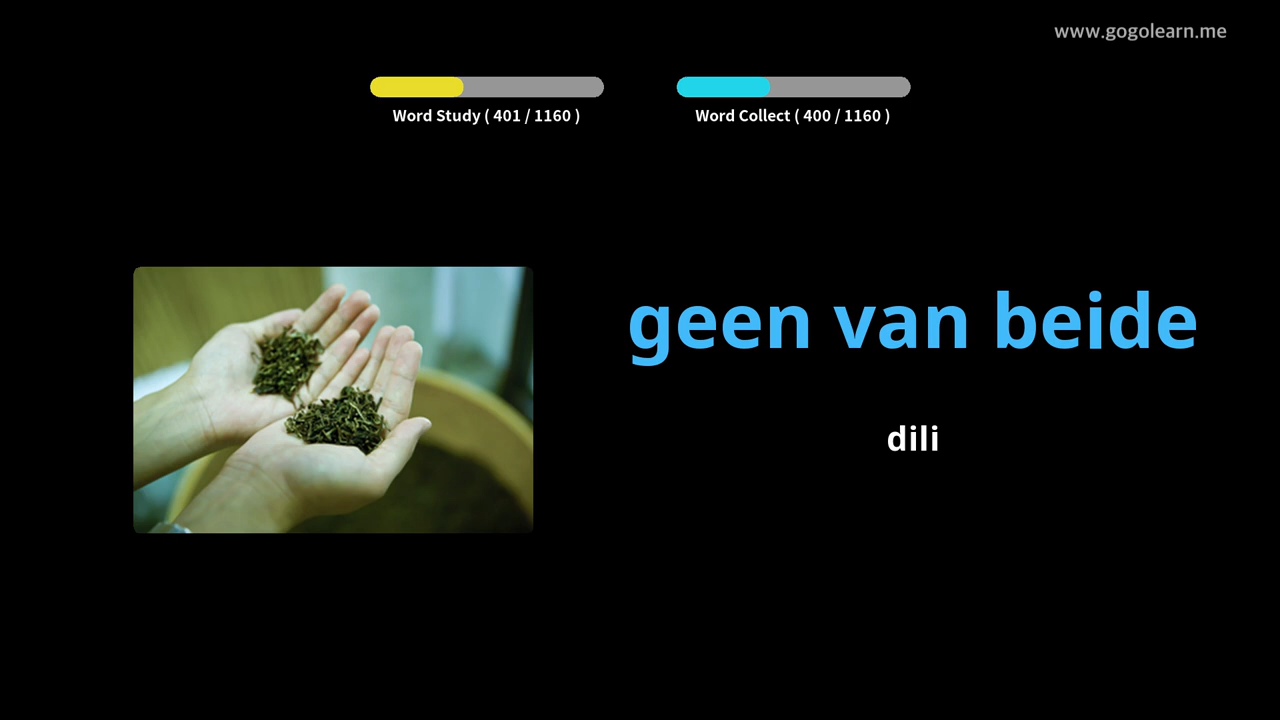 www.gogolearn.me
Word Study ( 401 / 1160 )
Word Collect ( 400 / 1160 )
geen van beide
dili